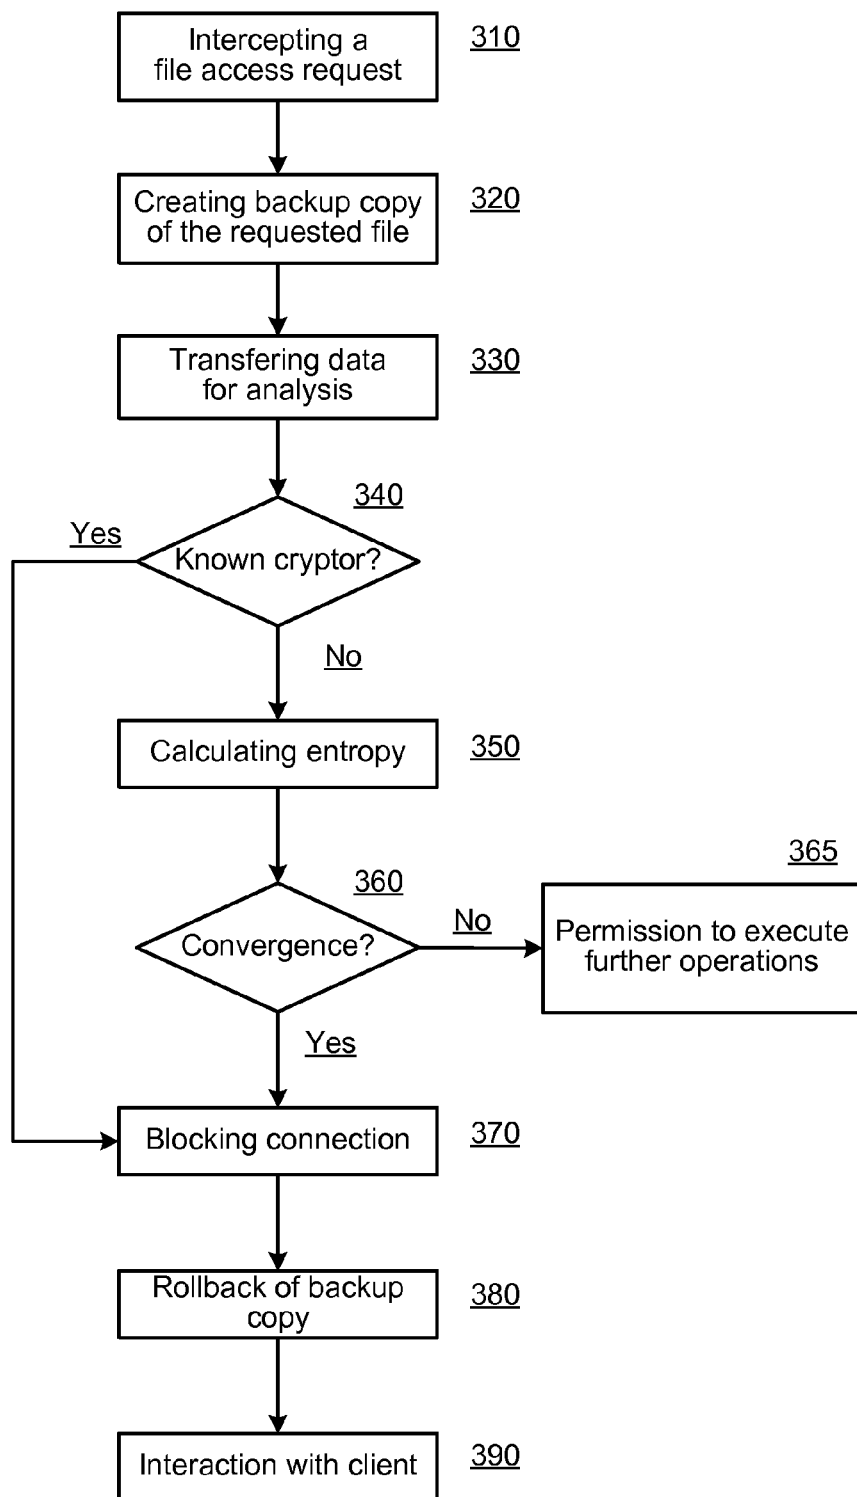 Intercepting a
file access request
310
Creating backup copy
of the requested file
320
Transfering data
for analysis
330
340
Yes
Known cryptor?
No
Calculating entropy
350
365
360
No
Convergence?
Permission to execute
further operations
Yes
Blocking connection
370
Rollback of backup
copy
380
Interaction with client
390